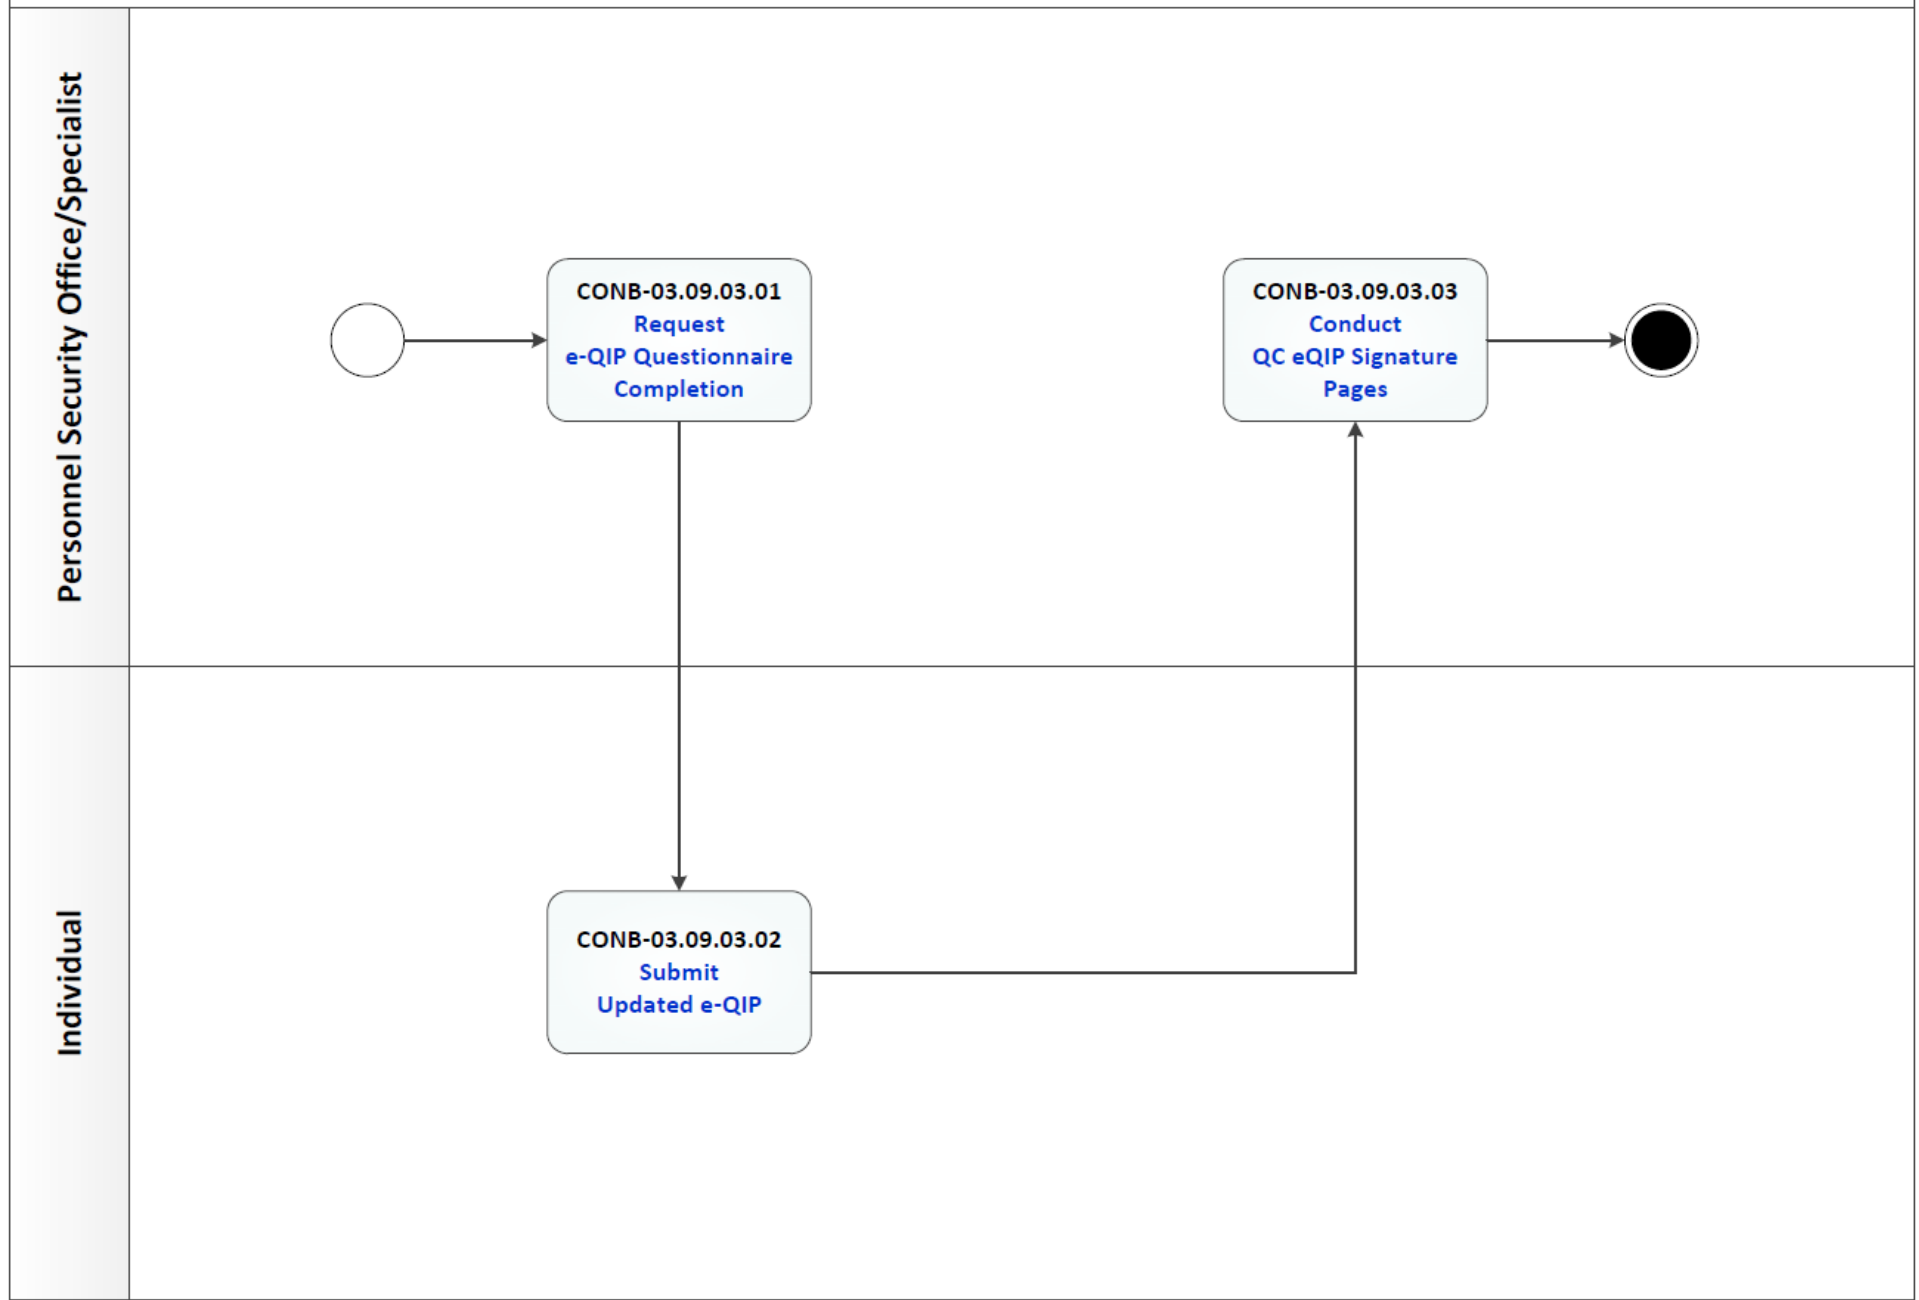 Personnel Security Office/Specialist
CONB-03.09.03.01
Request
e-QIP Questionnaire
Completion
CONB-03.09.03.03
Conduct
QC eQIP Signature
Pages
Individual
CONB-03.09.03.02
Submit
Updated e-QIP